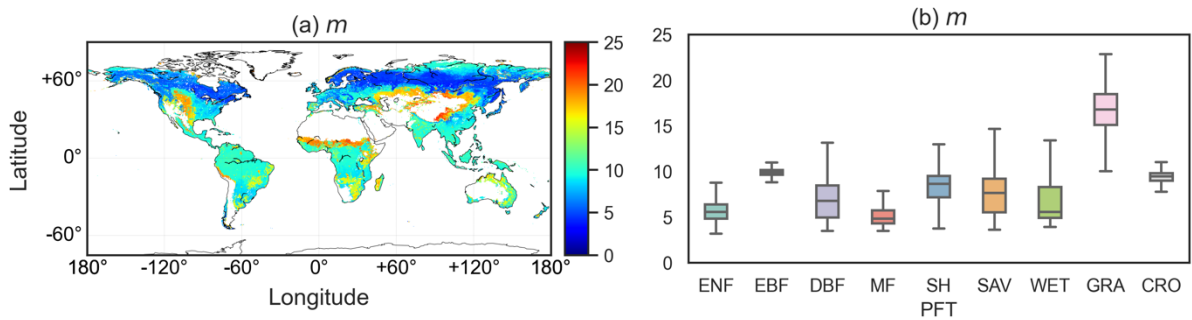 (a) m
Latitude
+60°
0°
-60°
180° -120° -60° 0° +60° +120° 180°
Longitude
25
20
15
10
5
0
(b) m
25
20
15
10
5
0
ENF EBF DBF MF SH SAV WET GRA CRO
PFT